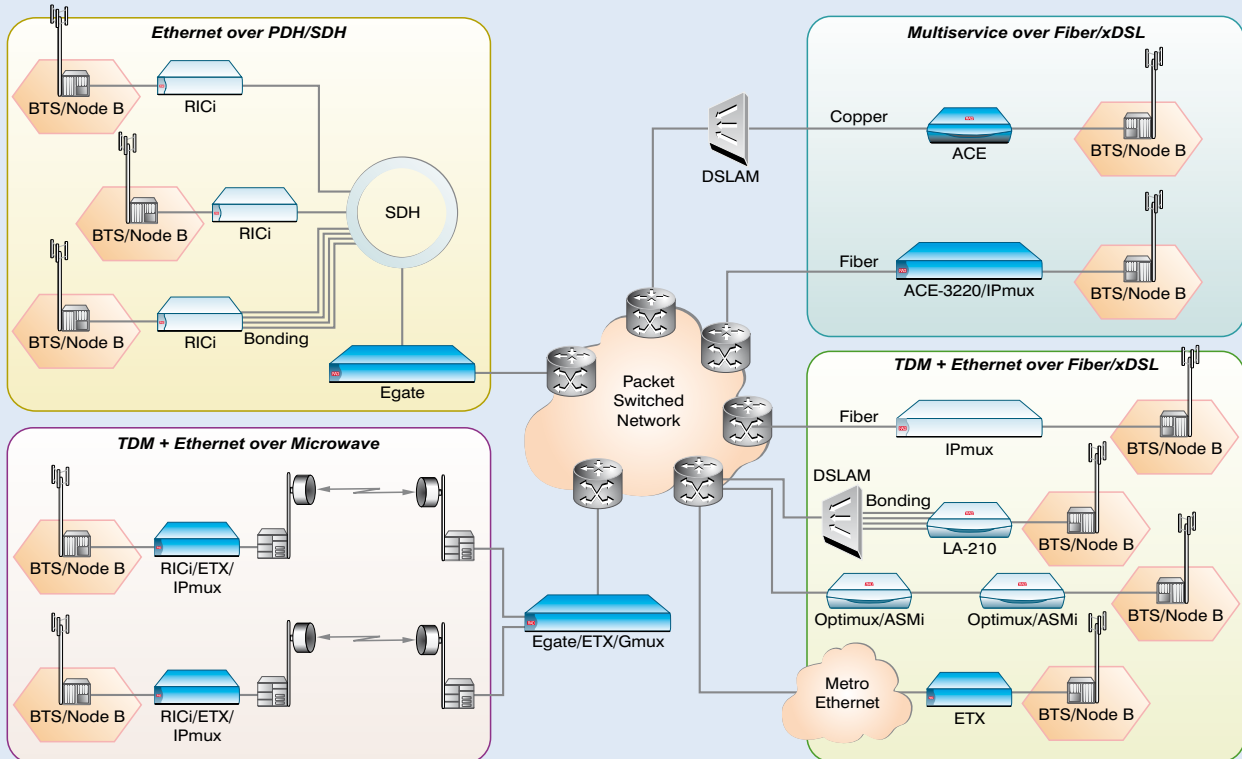 Ethernet over PDH/SDH
BTS/Node B
RICi
BTS/Node B
RICi
SDH
BTS/Node B
RICi
Bonding
Egate
Multiservice over Fiber/xDSL
DSLAM
Copper
ACE
BTS/Node B
Fiber
ACE-3220/IPmux
BTS/Node B
Packet
Switched
Network
TDM + Ethernet over Microwave
BTS/Node B
RICi/ETX/
IPmux
BTS/Node B
RICi/ETX/
IPmux
Egate/ETX/Gmux
TDM + Ethernet over Fiber/xDSL
Fiber
IPmux
BTS/Node B
DSLAM
Bonding
LA-210
BTS/Node B
Optimux/ASMi
Optimux/ASMi
BTS/Node B
Metro
Ethernet
ETX
BTS/Node B